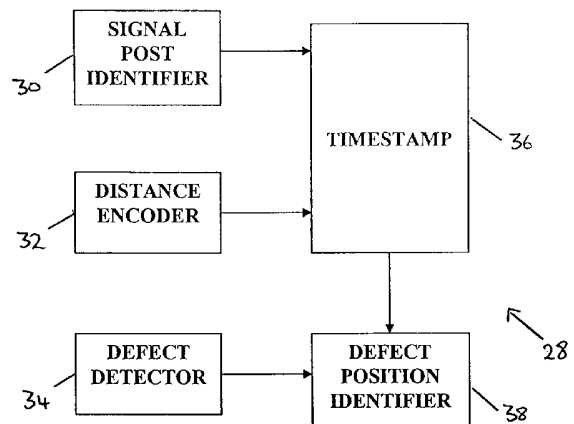 SIGNAL
POST
IDENTIFIER
30
TIMESTAMP
36
DISTANCE
ENCODER
32
DEFECT
DETECTOR
34
DEFECT
POSITION
IDENTIFIER
28
38